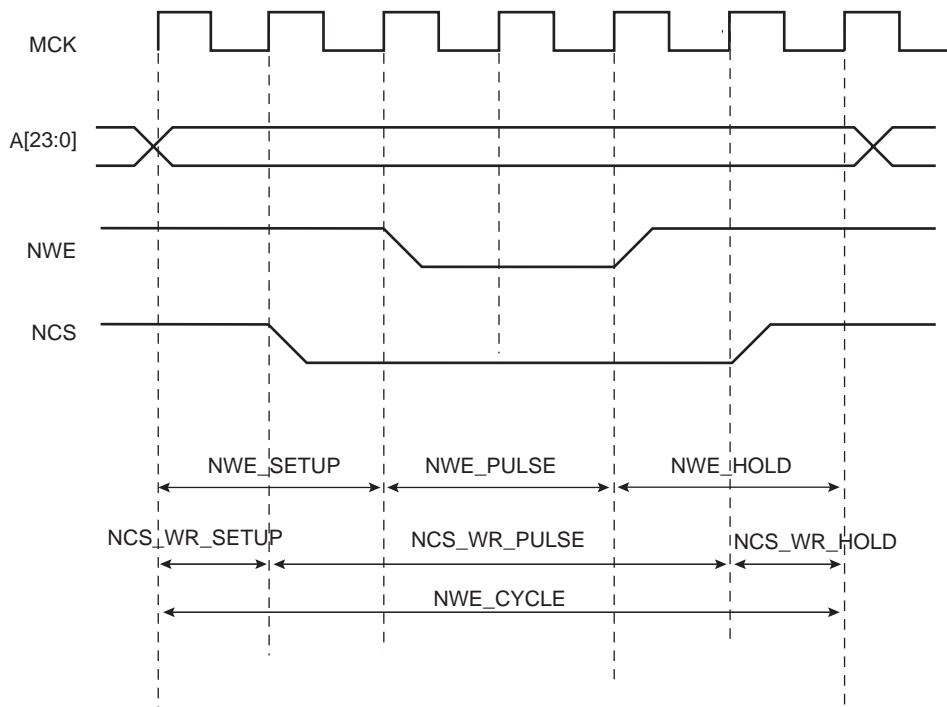 MCK
A[23:0]
NWE
NCS
NWE_SETUP NWE_PULSE NWE_HOLD
NCS_WR_SETUP NCS_WR_PULSE NCS_WR_HOLD
NWE_CYCLE